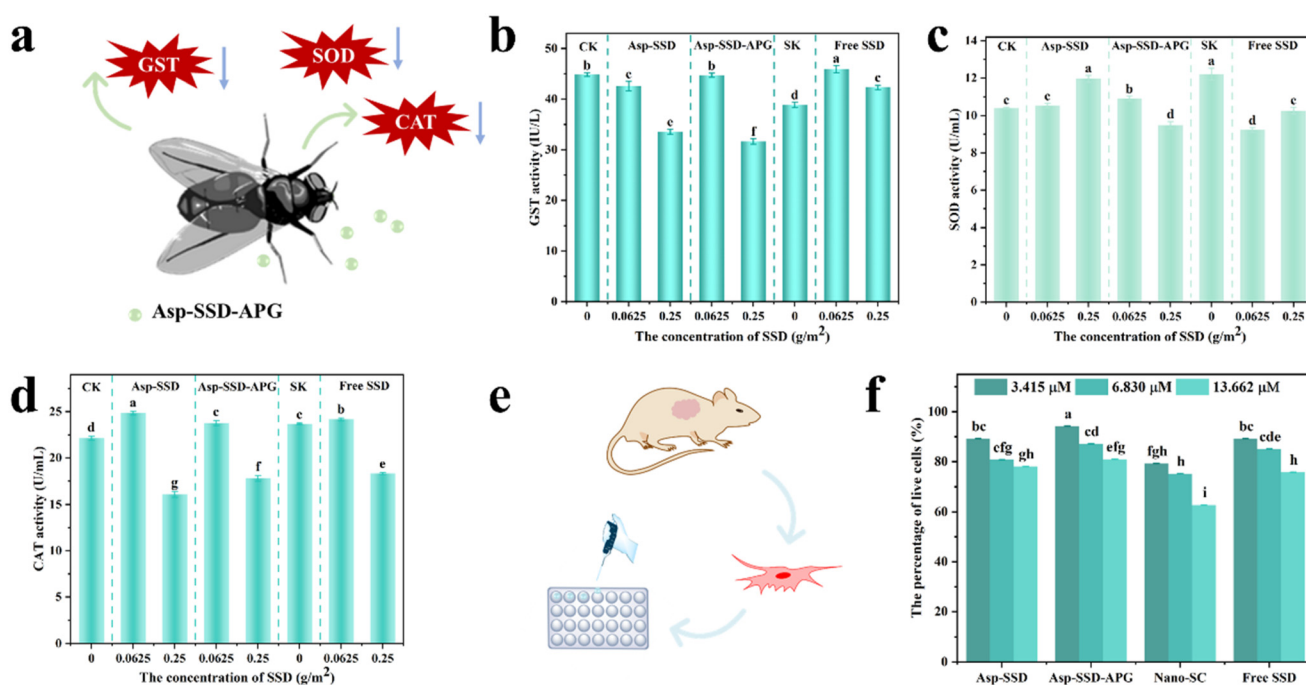 a
GST
SOD
CAT
Asp-SSD-APG
b
CK Asp-SSD Asp-SSD-APG SK Free SSD
b c e b f d a c
GST activity (IU/L)
50
40
30
20
10
0
0 0.0625 0.25 0.0625 0.25 0 0.0625 0.25
The concentration of SSD (g/m²)
c
CK Asp-SSD Asp-SSD-APG SK Free SSD
c c a b d a d c
SOD activity (U/mL)
14
12
10
8
6
4
2
0
0 0.0625 0.25 0.0625 0.25 0 0.0625 0.25
The concentration of SSD (g/m²)
d
CK Asp-SSD Asp-SSD-APG SK Free SSD
d a g c f c b e
CAT activity (U/mL)
25
20
15
10
5
0
0 0.0625 0.25 0.0625 0.25 0 0.0625 0.25
The concentration of SSD (g/m²)
e
f
3.415 μM 6.830 μM 13.662 μM
bc cfg gh a cd efg fgh h i bc cde h
The percentage of live cells (%)
100
80
60
40
20
0
Asp-SSD Asp-SSD-APG Nano-SC Free SSD